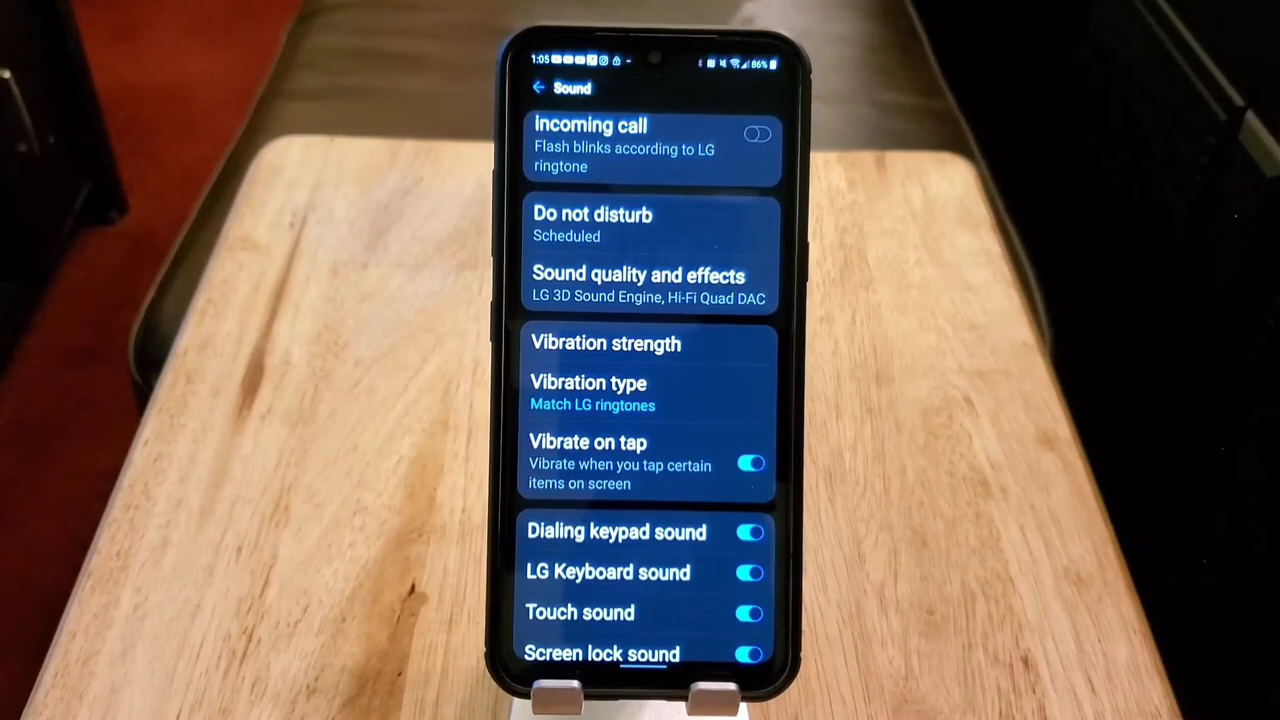 1:05 86%
Sound
incoming call
Flash blinks according to LG
ringtone
Do not disturb
Scheduled
Sound quality and effects
LG 3D Sound Engine, Hi-Fi Quad DAC
Vibration strength
Vibration type
Match LG ringtones
Vibrate on tap
Vibrate when you tap certain
items on screen
Dialing keypad sound
LG Keyboard sound
Touch sound
Screen lock sound